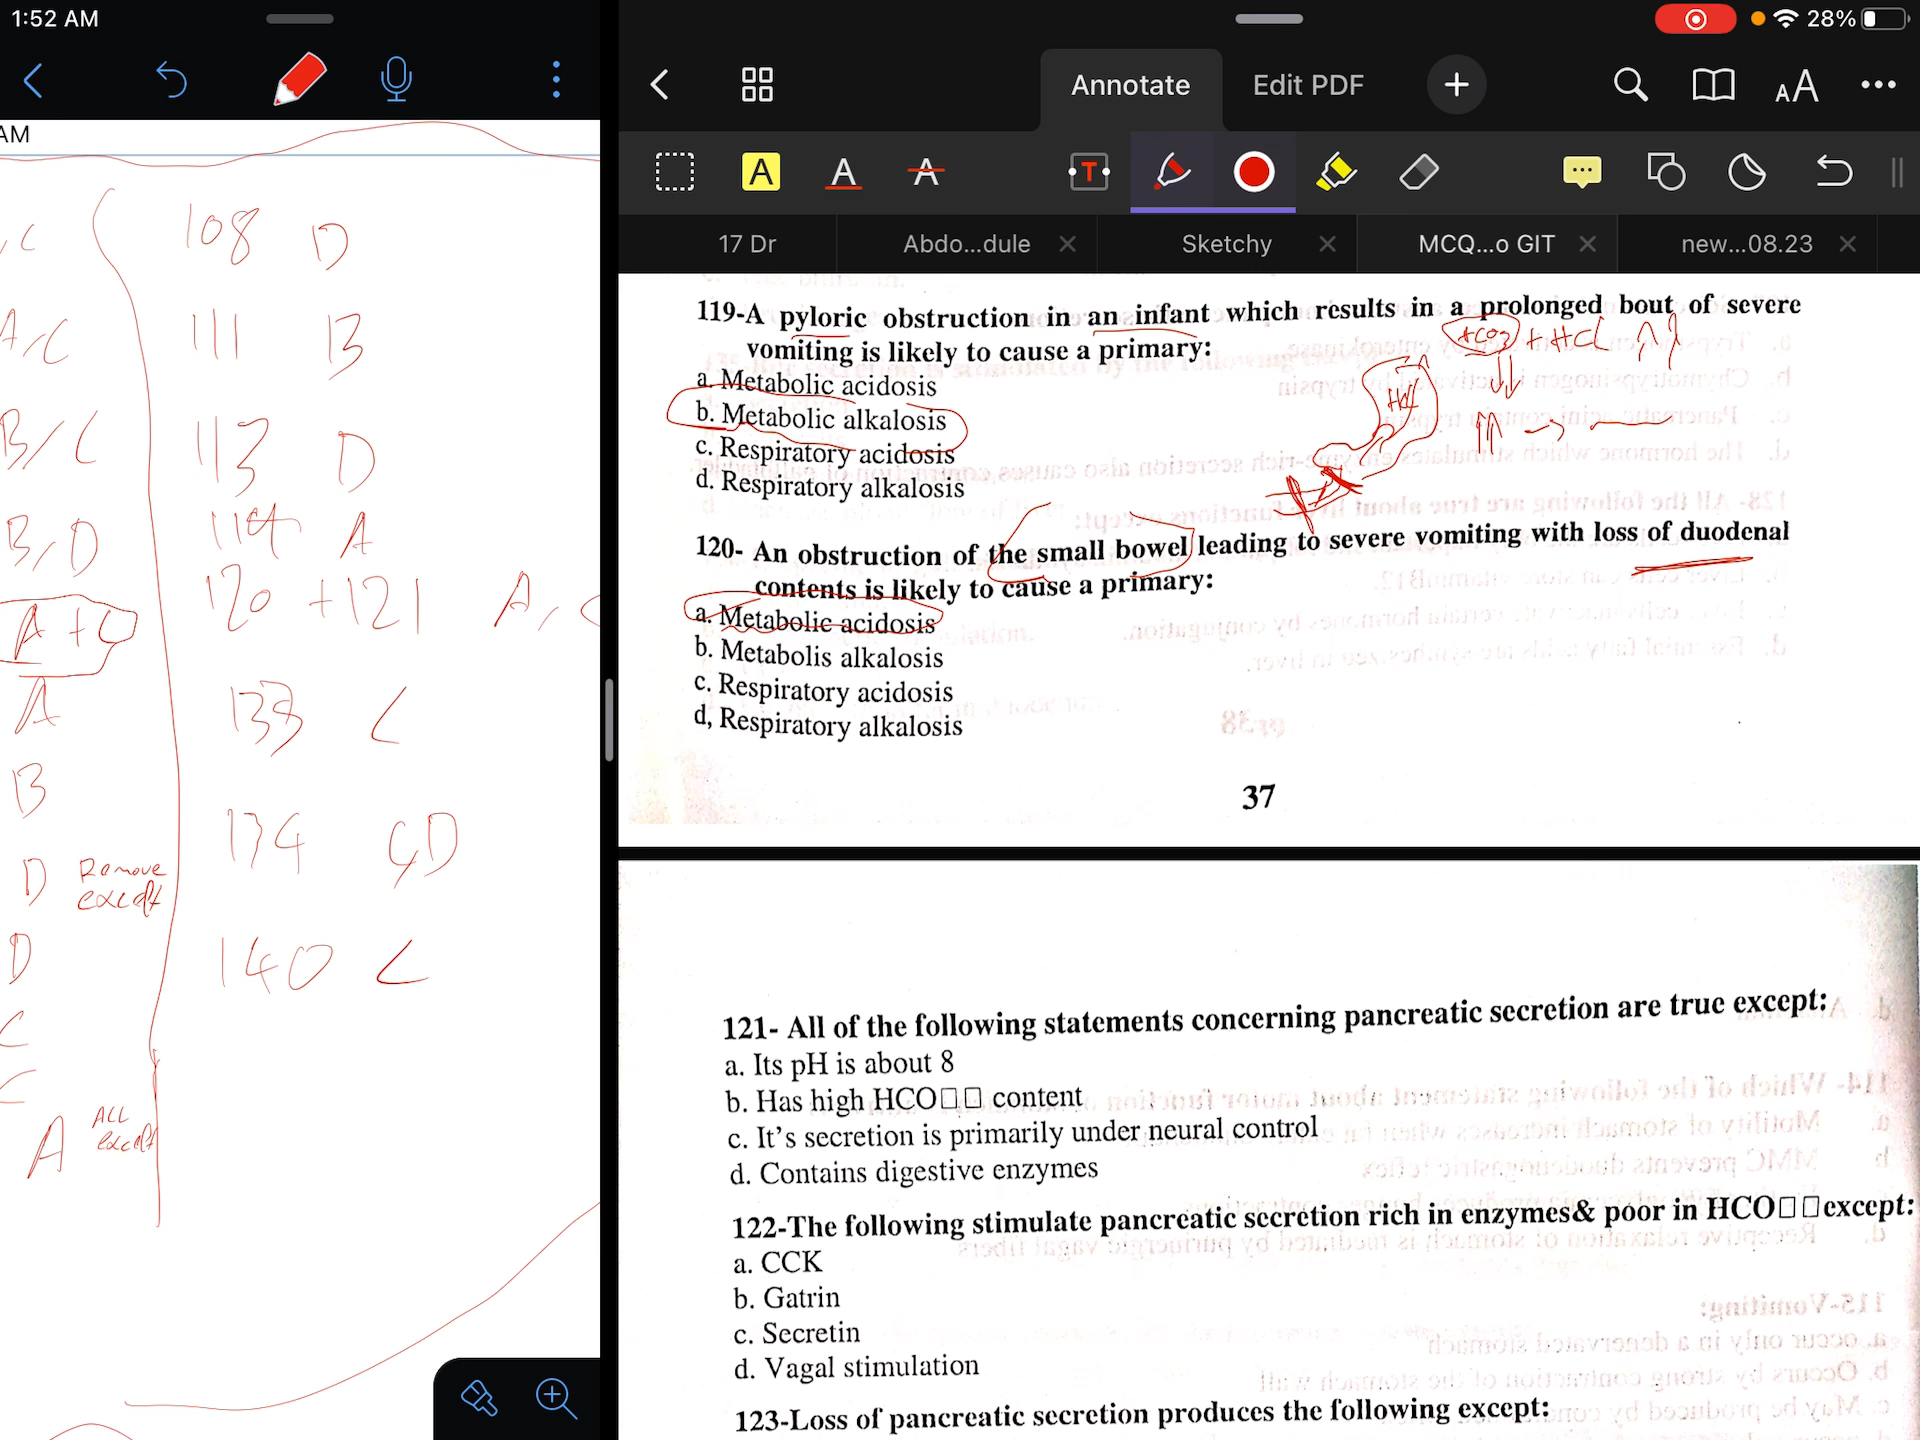 1:52 AM
28%
Annotate
Edit PDF
AA
A
A
A
T
17 Dr
Abdo...dule
Sketchy
MCQ...o GIT
new...08.23
AM
, C
108 D
A/C
111 B
B/C
113 D
B/D
114 A
120 + 121 A, C
A + C
A
138 C
B
134 C, D
D Remove except
D
140 C
C
C
A ALL except
119-A pyloric obstruction in an infant which results in a prolonged bout of severe
vomiting is likely to cause a primary:
a. Metabolic acidosis
b. Metabolic alkalosis
c. Respiratory acidosis
d. Respiratory alkalosis
+ HCL
120- An obstruction of the small bowel leading to severe vomiting with loss of duodenal
contents is likely to cause a primary:
a. Metabolic acidosis
b. Metabolis alkalosis
c. Respiratory acidosis
d, Respiratory alkalosis
37
121- All of the following statements concerning pancreatic secretion are true except:
a. Its pH is about 8
b. Has high HCO□□ content
c. It's secretion is primarily under neural control
d. Contains digestive enzymes
122-The following stimulate pancreatic secretion rich in enzymes& poor in HCO□□except:
a. CCK
b. Gatrin
c. Secretin
d. Vagal stimulation
123-Loss of pancreatic secretion produces the following except: